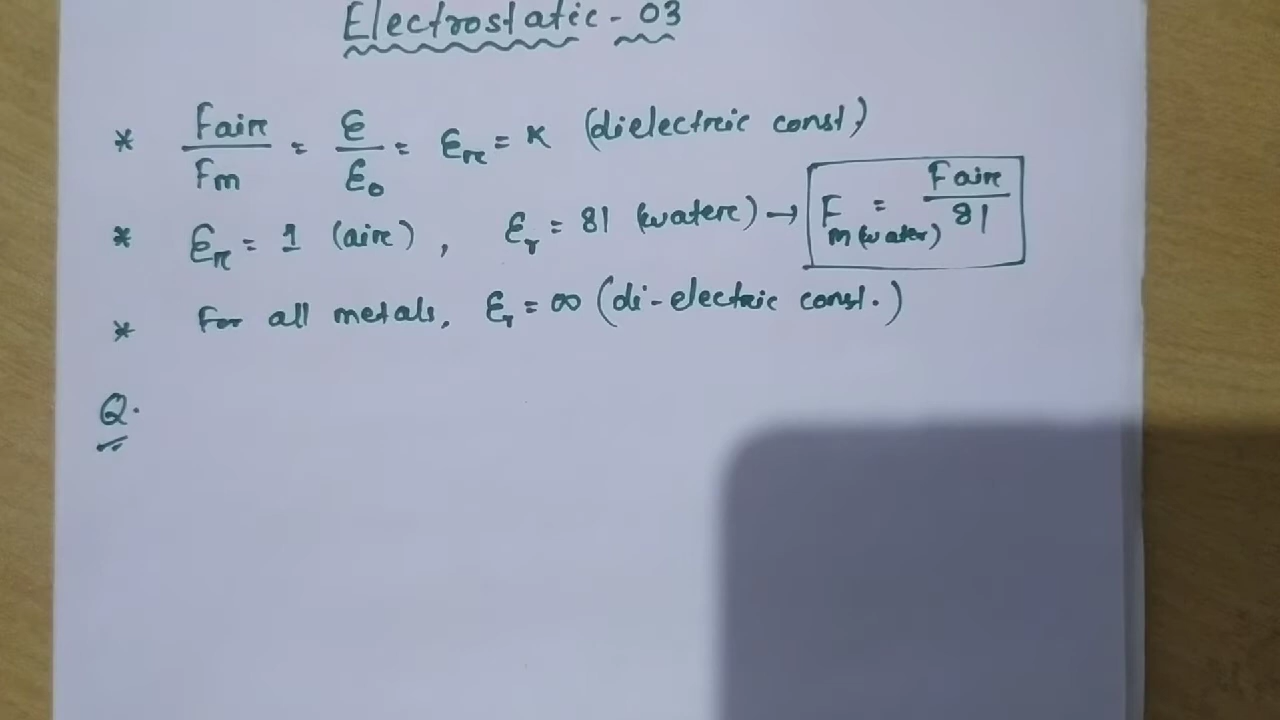 Electrostatic - 03
* Fair / Fm = ε / ε₀ = εr = K (dielectric const)
* εr = 1 (air), εr = 81 (water) → Fm(water) = Fair / 81
* For all metals, εr = ∞ (di-electric const.)
Q.